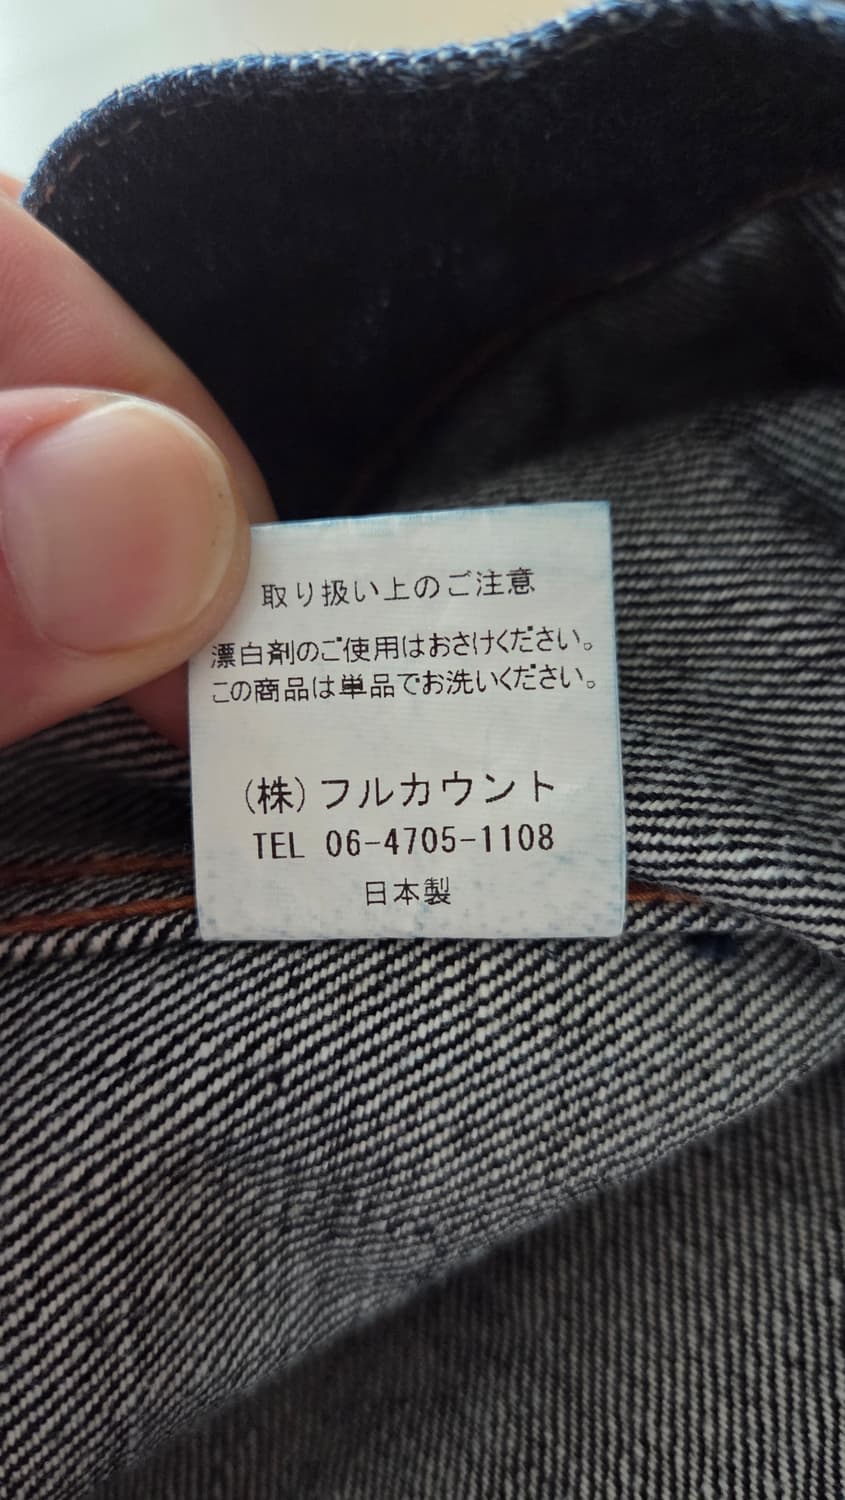 取り扱い上のご注意
漂白剤のご使用はおさけください。
この商品は単品でお洗いください。
(株)フルカウント
TEL 06-4705-1108
日本製